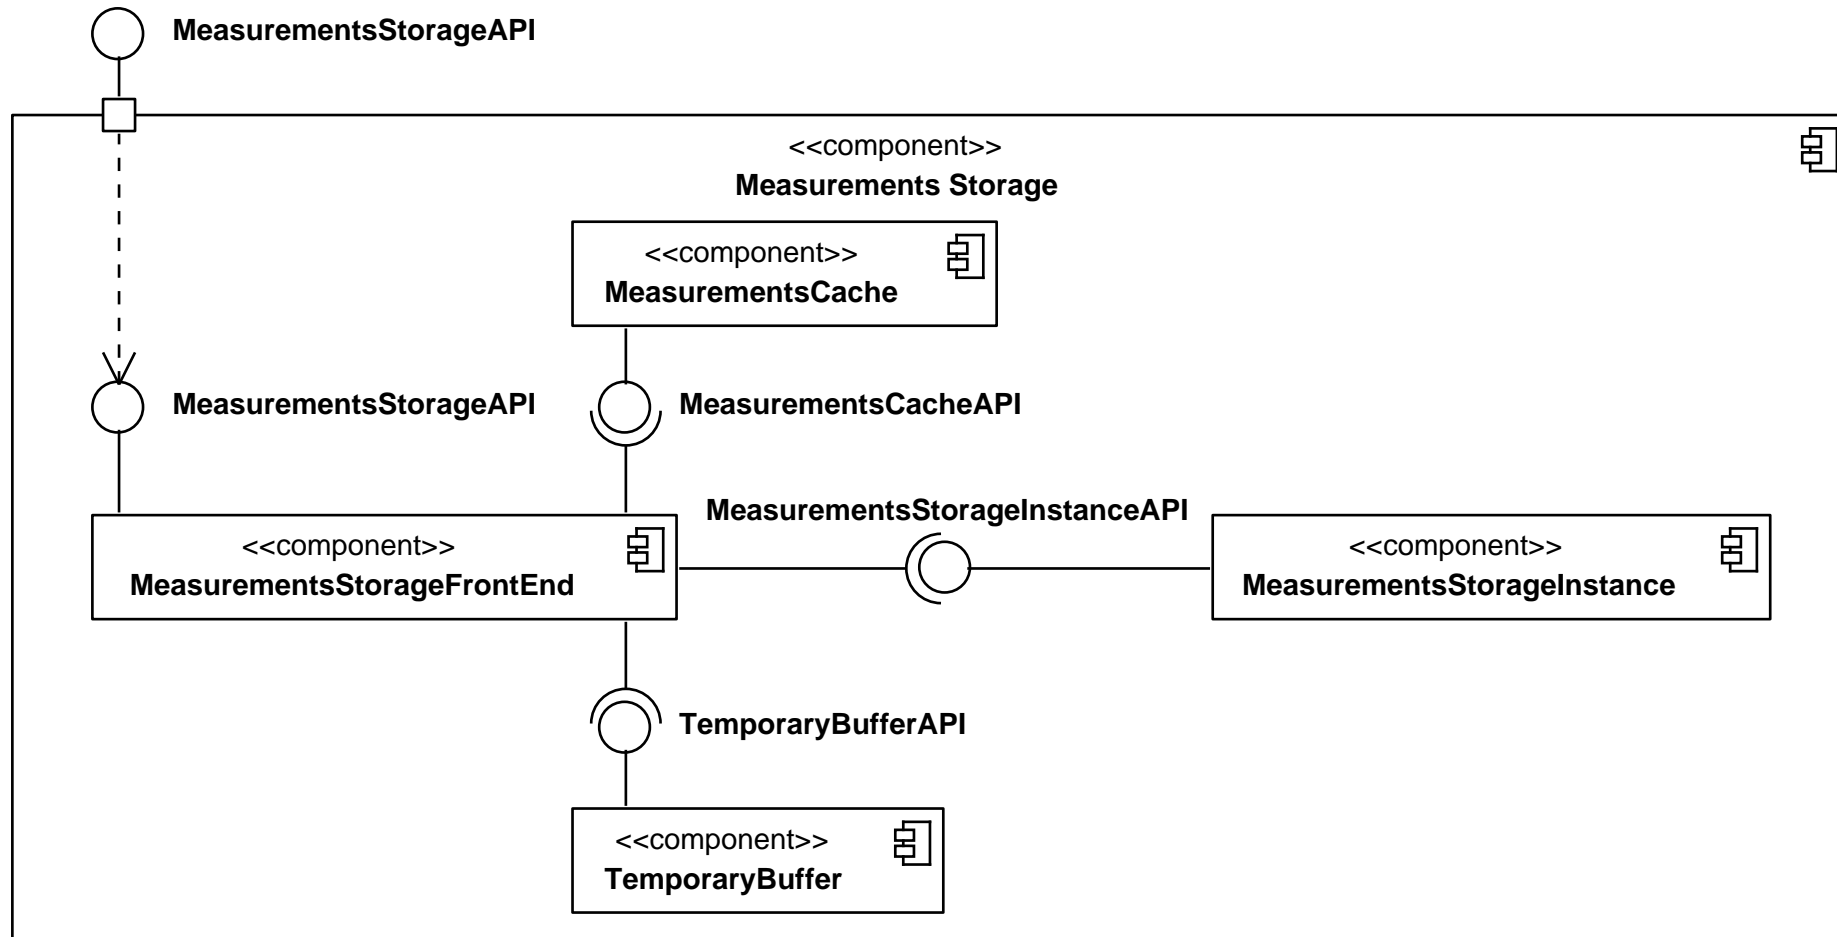 MeasurementsStorageAPI
<<component>>
Measurements Storage
<<component>>
MeasurementsCache
MeasurementsStorageAPI
MeasurementsCacheAPI
MeasurementsStorageInstanceAPI
<<component>>
MeasurementsStorageFrontEnd
<<component>>
MeasurementsStorageInstance
TemporaryBufferAPI
<<component>>
TemporaryBuffer